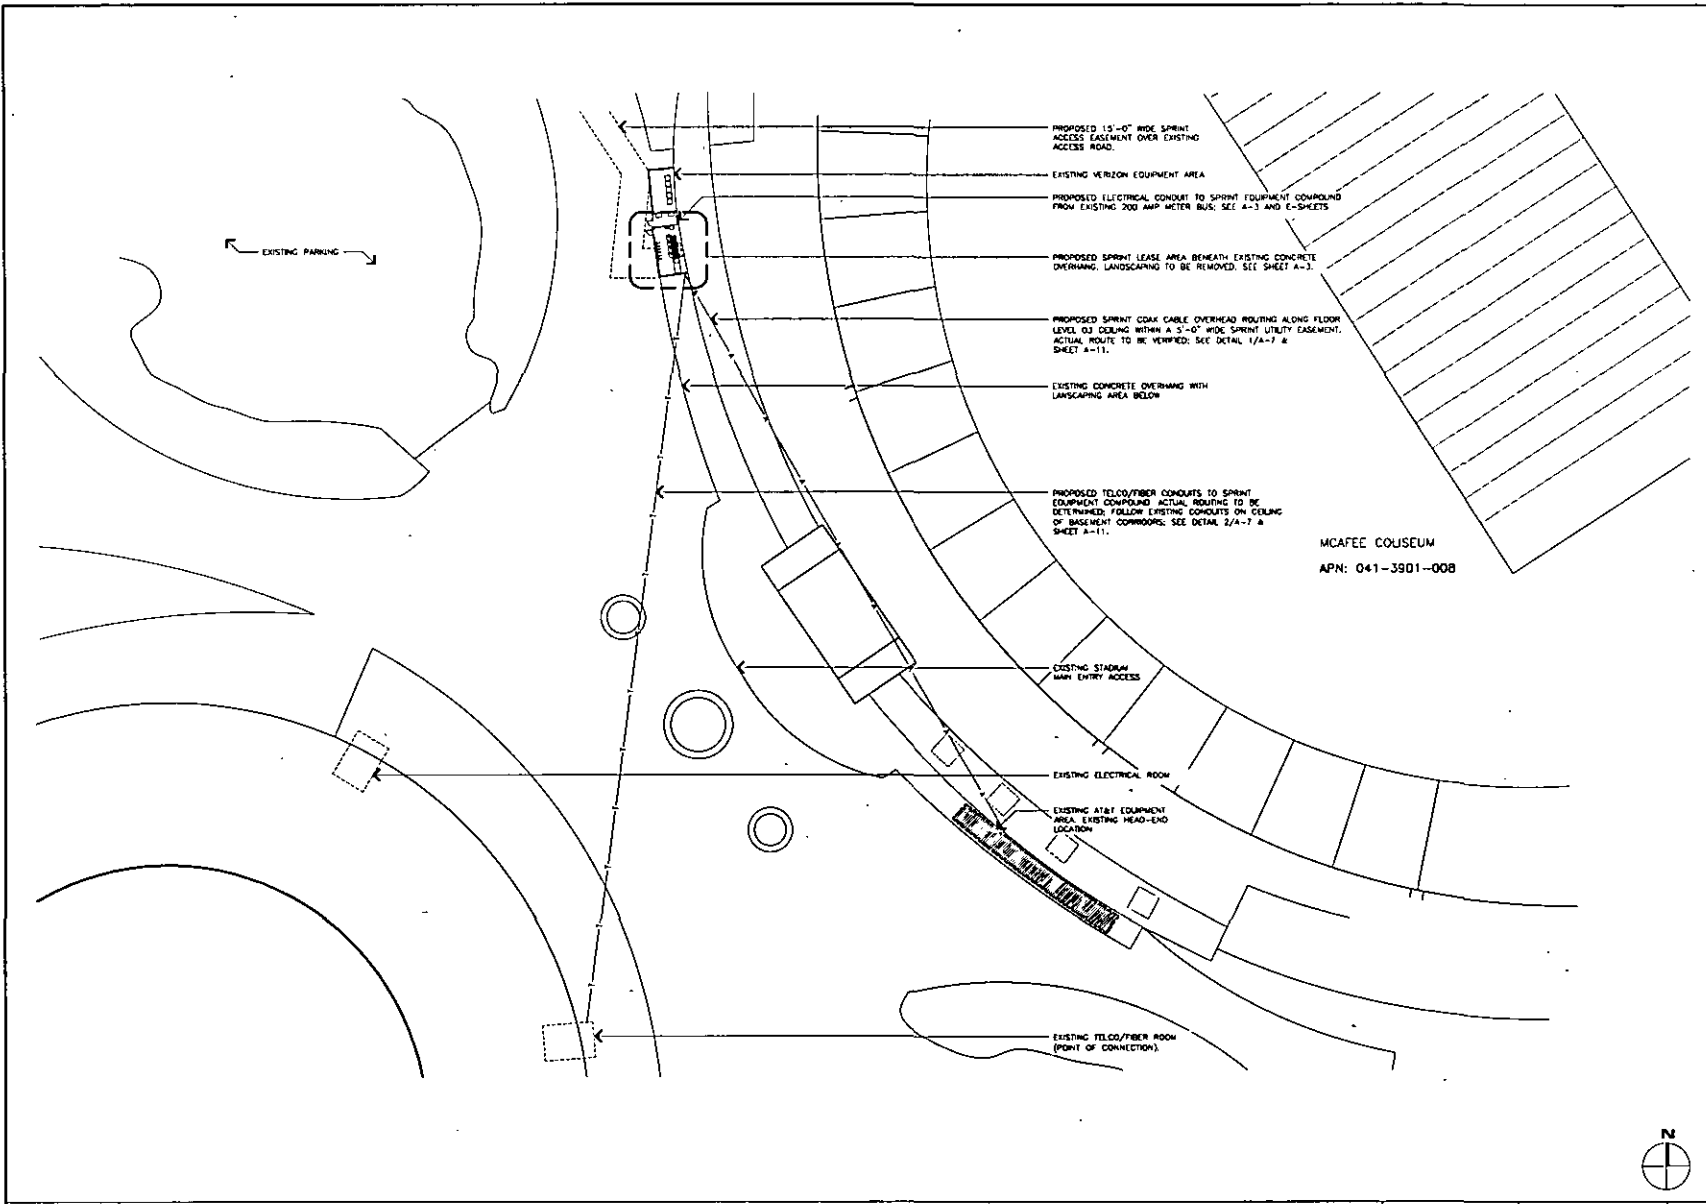 PROPOSED 15'-0" WIDE SPRINT
ACCESS EASEMENT OVER EXISTING
ACCESS ROAD.
EXISTING VERIZON EQUIPMENT AREA
PROPOSED ELECTRICAL CONDUIT TO SPRINT EQUIPMENT COMPOUND
FROM EXISTING 200 AMP METER BUS; SEE A-3 AND E-SHEETS
EXISTING PARKING
PROPOSED SPRINT LEASE AREA BENEATH EXISTING CONCRETE
OVERHANG, LANDSCAPING TO BE REMOVED. SEE SHEET A-3.
PROPOSED SPRINT COAX CABLE OVERHEAD ROUTING ALONG FLOOR
LEVEL 03 CEILING WITHIN A 5'-0" WIDE SPRINT UTILITY EASEMENT.
ACTUAL ROUTE TO BE VERIFIED; SEE DETAIL 1/A-7 &
SHEET A-11.
EXISTING CONCRETE OVERHANG WITH
LANSCAPING AREA BELOW
PROPOSED TELCO/FIBER CONDUITS TO SPRINT
EQUIPMENT COMPOUND ACTUAL ROUTING TO BE
DETERMINED; FOLLOW EXISTING CONDUITS ON CEILING
OF BASEMENT CORRIDORS; SEE DETAIL 2/A-7 &
SHEET A-11.
MCAFEE COLISEUM
APN: 041-3901-008
EXISTING STADIUM
MAIN ENTRY ACCESS
EXISTING ELECTRICAL ROOM
EXISTING AT&T EQUIPMENT
AREA. EXISTING HEAD-END
LOCATION
EXISTING TELCO/FIBER ROOM
(POINT OF CONNECTION).
N